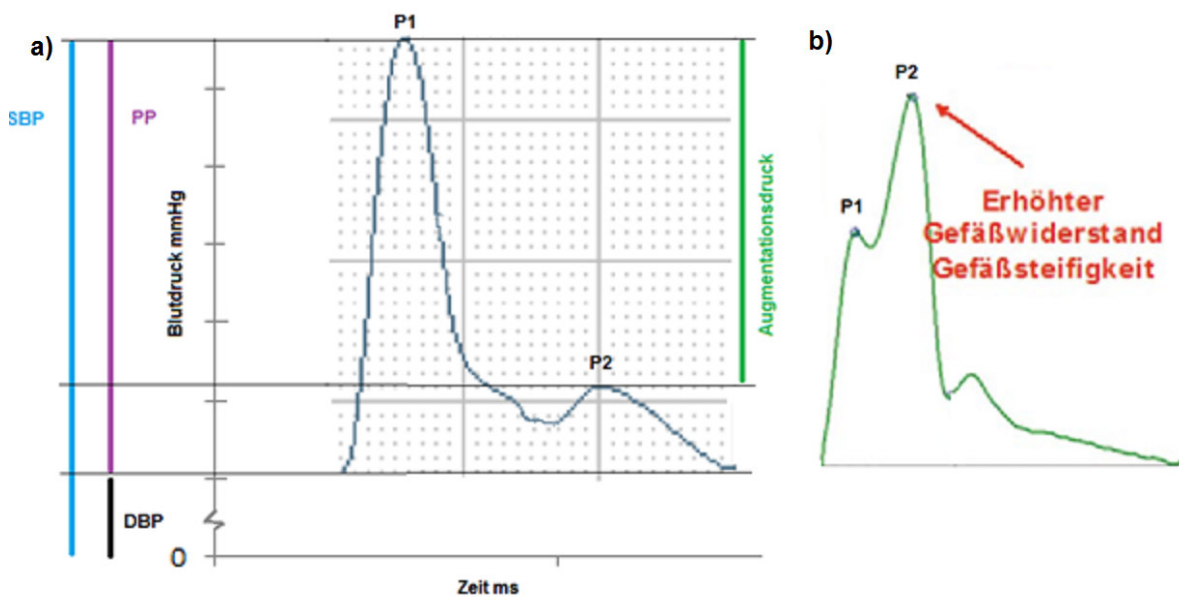 a)
P1
SBP
PP
Blutdruck mmHg
P2
Augmentationsdruck
DBP
0
Zeit ms
b)
P2
P1
Erhöhter
Gefäßwiderstand
Gefäßsteifigkeit